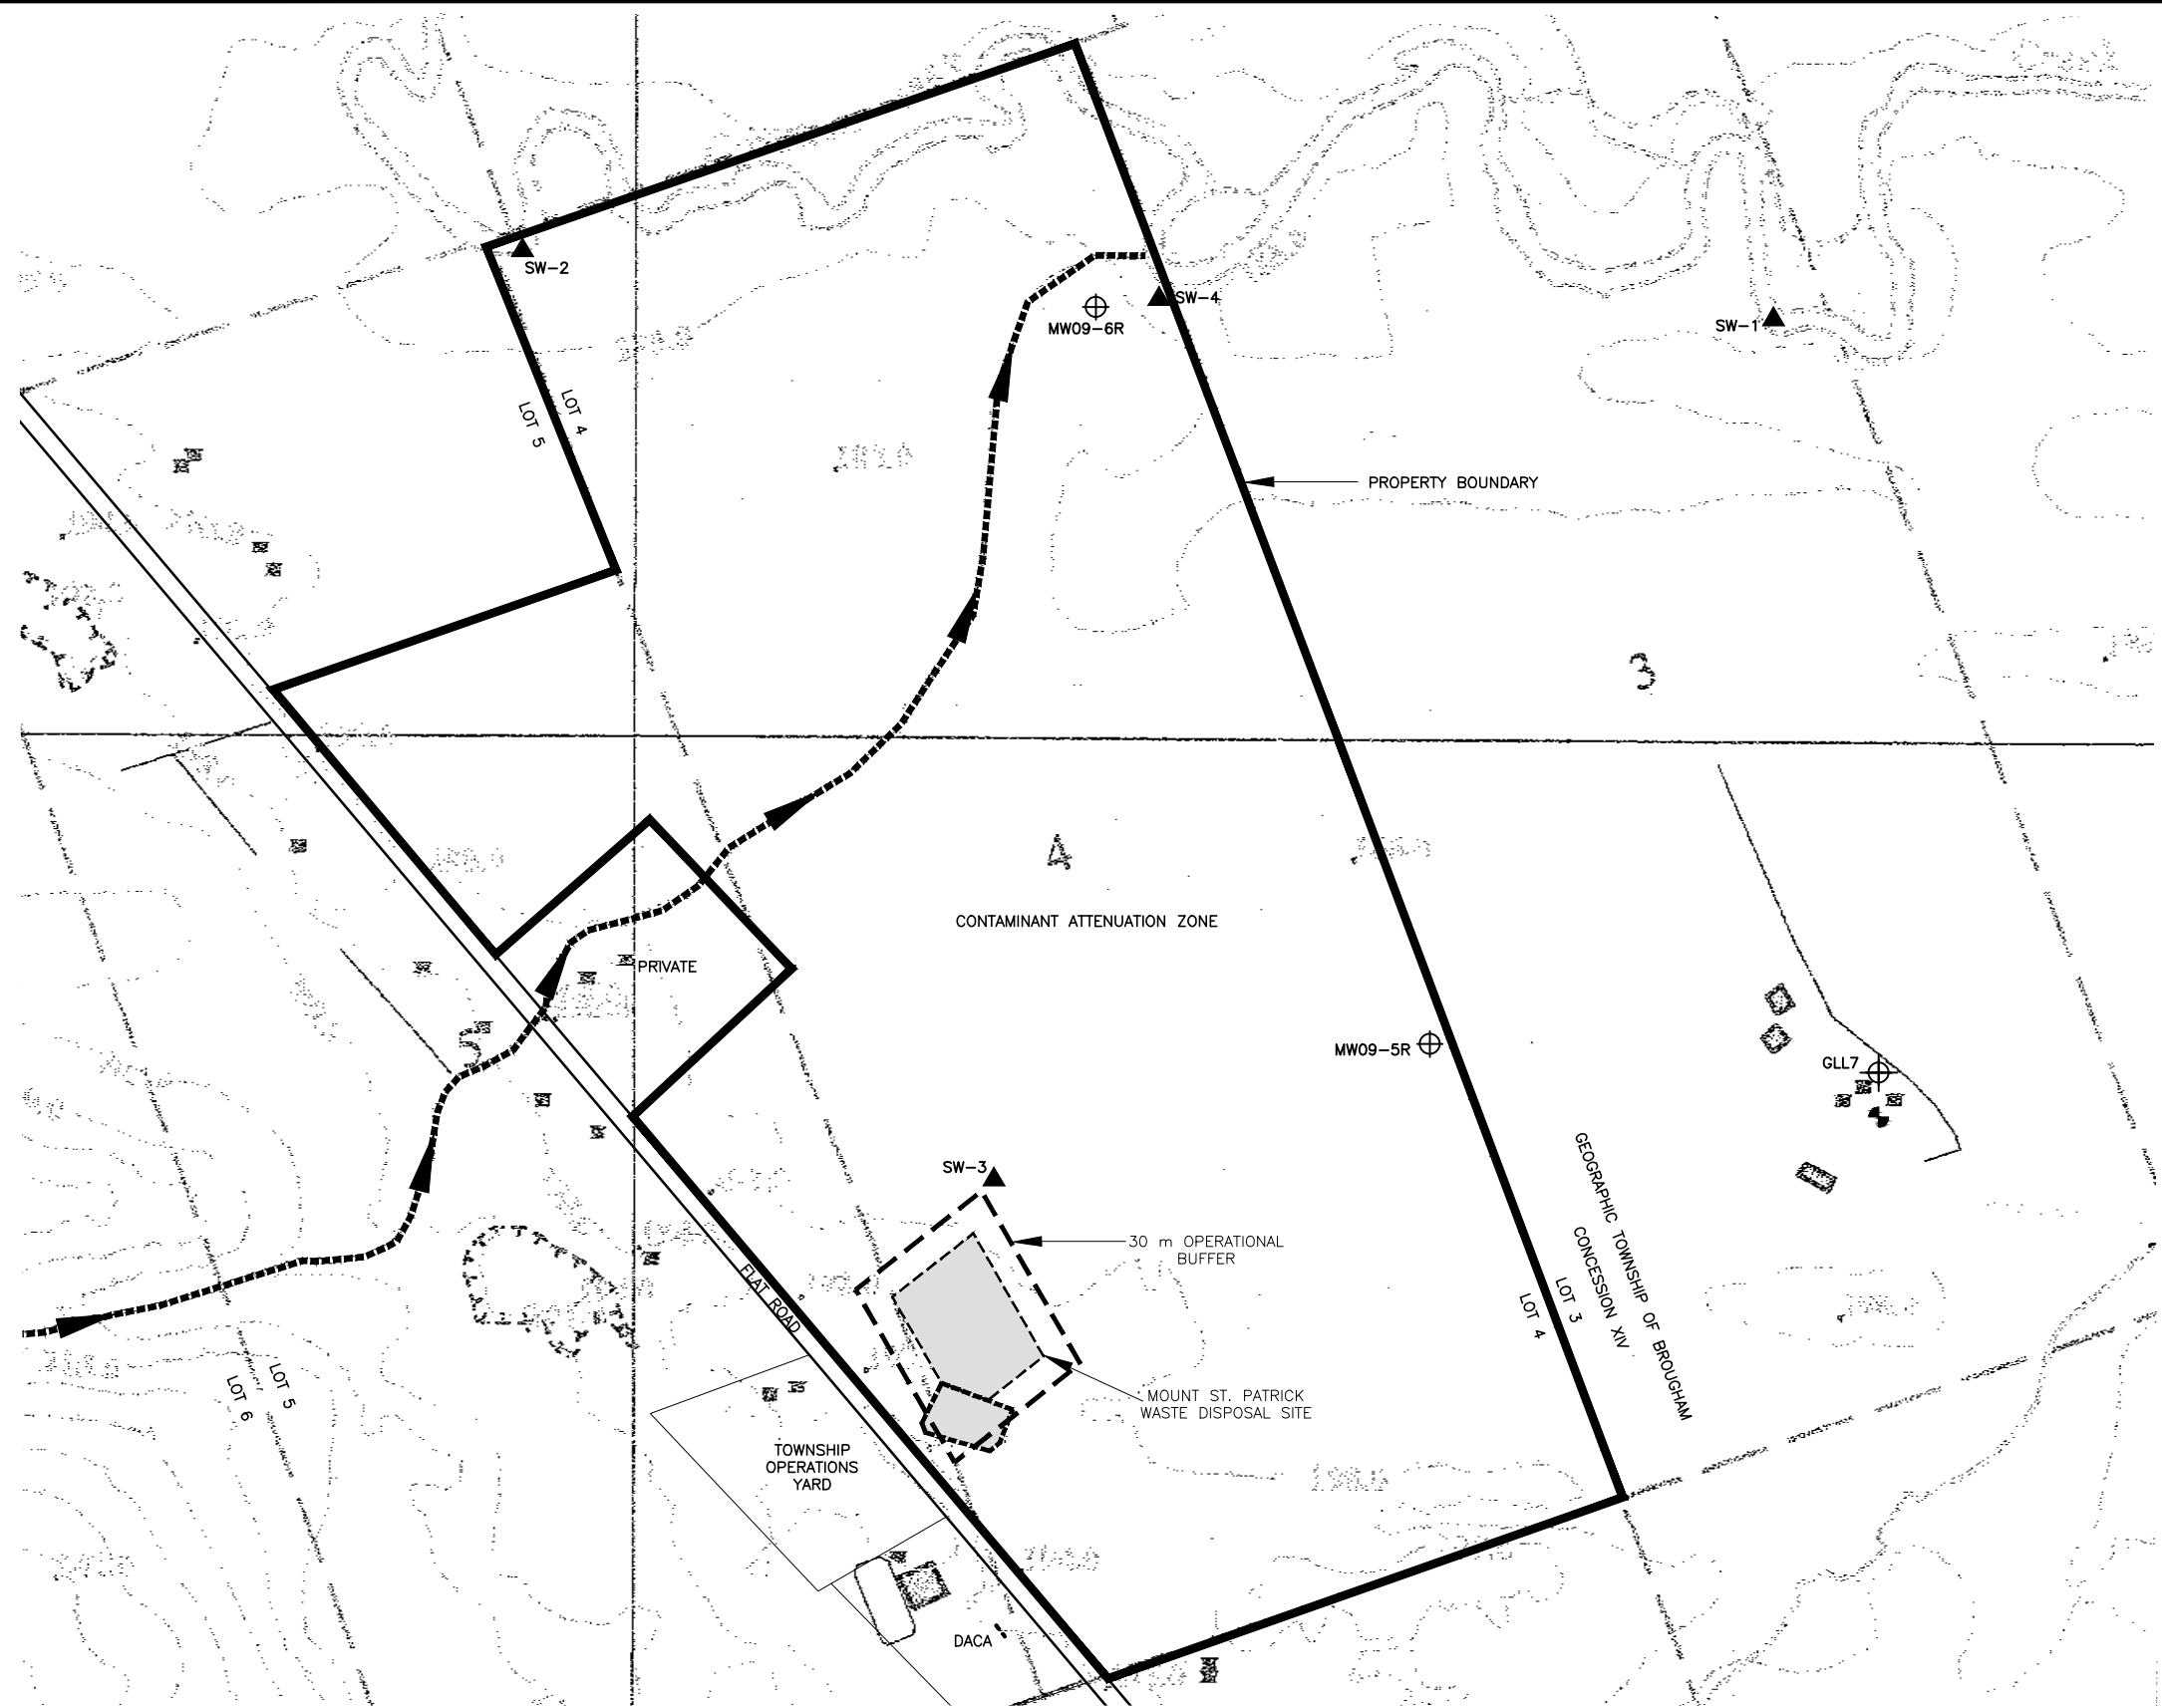 SW-2
SW-4
MW09-6R
SW-1
LOT 4
LOT 5
PROPERTY BOUNDARY
3
4
CONTAMINANT ATTENUATION ZONE
PRIVATE
5
MW09-5R
GLL7
SW-3
30 m OPERATIONAL
BUFFER
FLAT ROAD
GEOGRAPHIC TOWNSHIP OF BROUGHAM
CONCESSION XIV
LOT 3
LOT 4
LOT 5
LOT 6
MOUNT ST. PATRICK
WASTE DISPOSAL SITE
TOWNSHIP
OPERATIONS
YARD
DACA